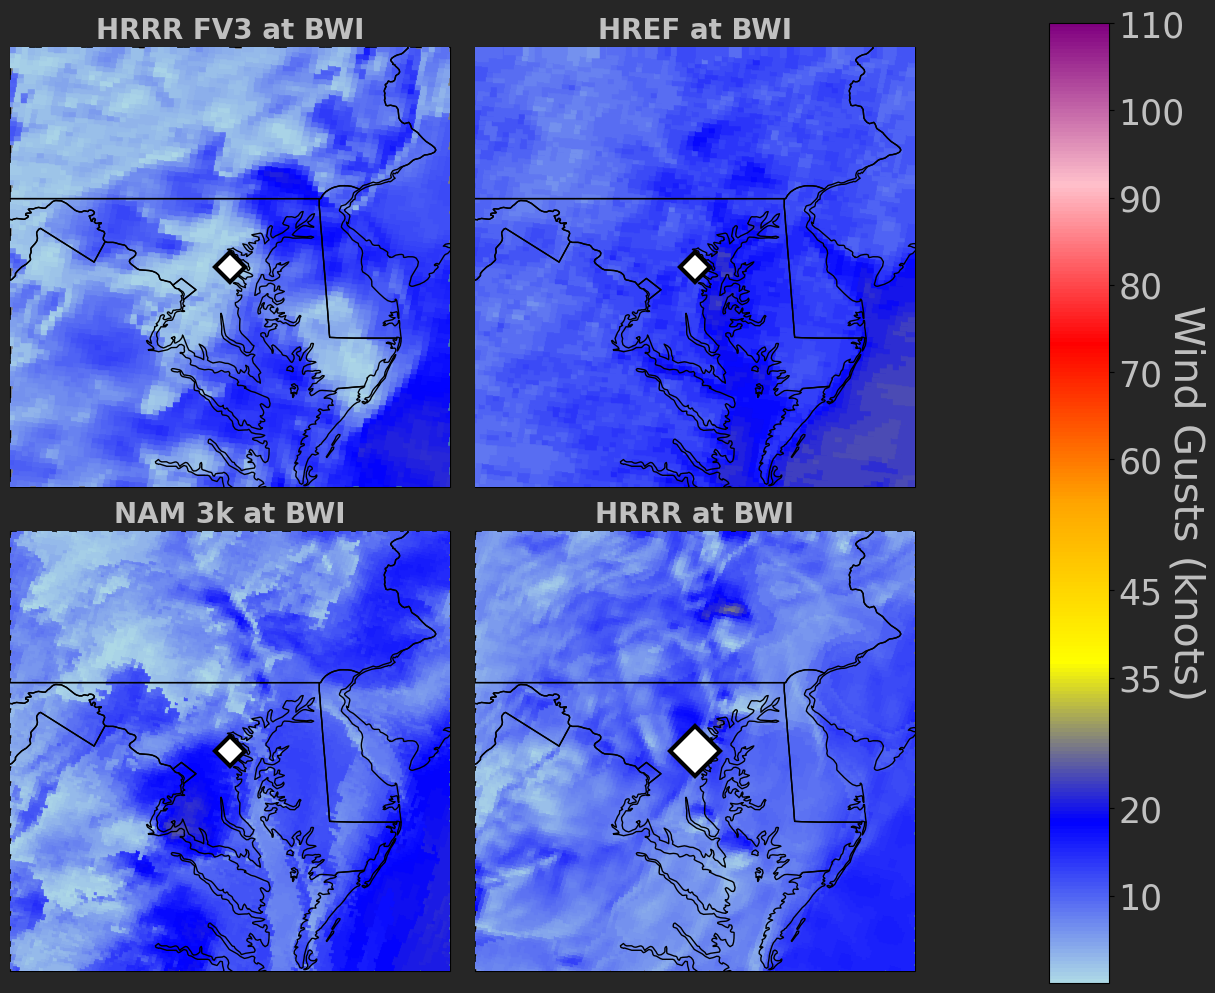 HRRR FV3 at BWI
HREF at BWI
NAM 3k at BWI
HRRR at BWI
110
100
90
80
70
60
45
35
20
10
Wind Gusts (knots)